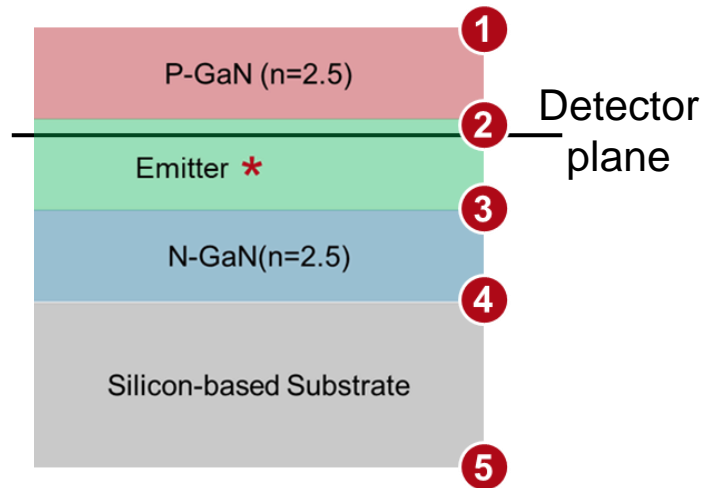 1
P-GaN (n=2.5)
2
Detector
plane
Emitter *
3
N-GaN(n=2.5)
4
Silicon-based Substrate
5